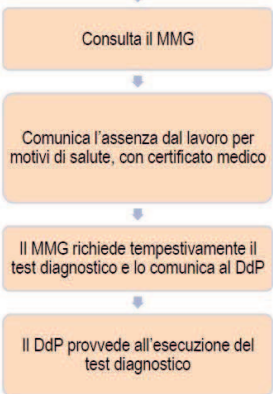 Consulta il MMG
Comunica l'assenza dal lavoro per
motivi di salute, con certificato medico
Il MMG richiede tempestivamente il
test diagnostico e lo comunica al DdP
Il DdP provvede all'esecuzione del
test diagnostico